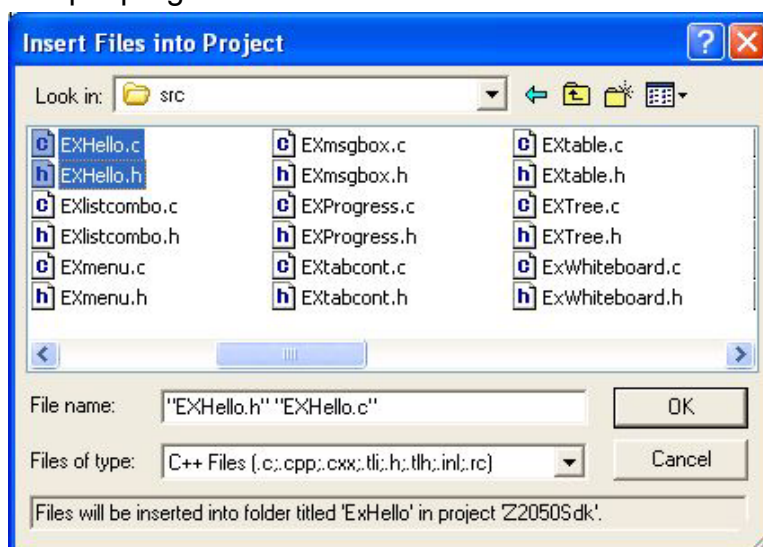 Insert Files into Project
Look in: src
EXHello.c EXmsgbox.c EXtable.c
EXHello.h EXmsgbox.h EXtable.h
EXlistcombo.c EXProgress.c EXTree.c
EXlistcombo.h EXProgress.h EXTree.h
EXmenu.c EXtabcont.c ExWhiteboard.c
EXmenu.h EXtabcont.h ExWhiteboard.h
File name: "EXHello.h" "EXHello.c" OK
Files of type: C++ Files (.c;.cpp;.cxx;.tli;.h;.tlh;.inl;.rc) Cancel
Files will be inserted into folder titled 'ExHello' in project 'Z2050Sdk'.